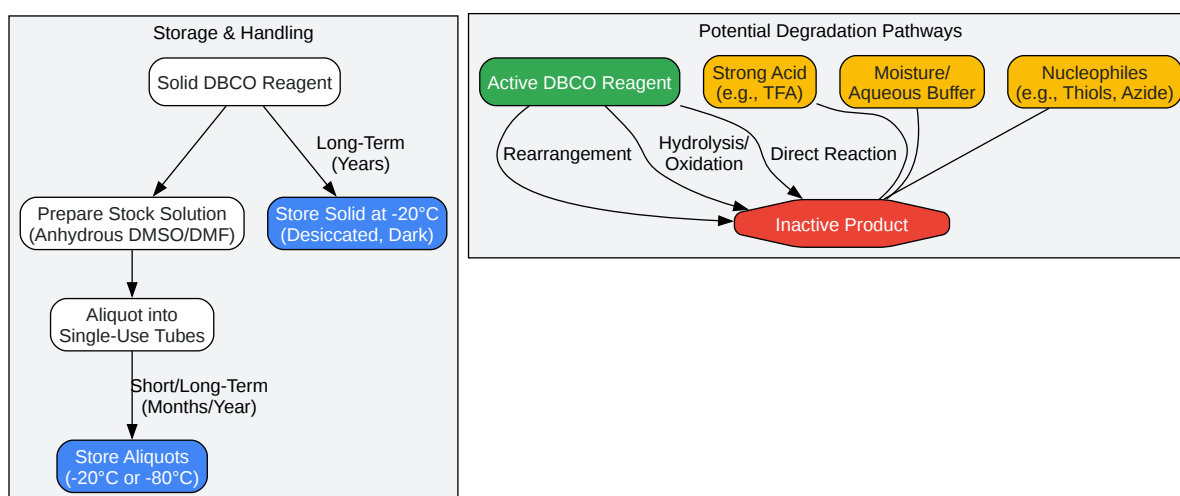 Storage & Handling
Solid DBCO Reagent
Long-Term
(Years)
Prepare Stock Solution
(Anhydrous DMSO/DMF)
Store Solid at -20°C
(Desiccated, Dark)
Aliquot into
Single-Use Tubes
Short/Long-Term
(Months/Year)
Store Aliquots
(-20°C or -80°C)
Potential Degradation Pathways
Active DBCO Reagent
Strong Acid
(e.g., TFA)
Moisture/
Aqueous Buffer
Nucleophiles
(e.g., Thiols, Azide)
Rearrangement
Hydrolysis/
Oxidation
Direct Reaction
Inactive Product